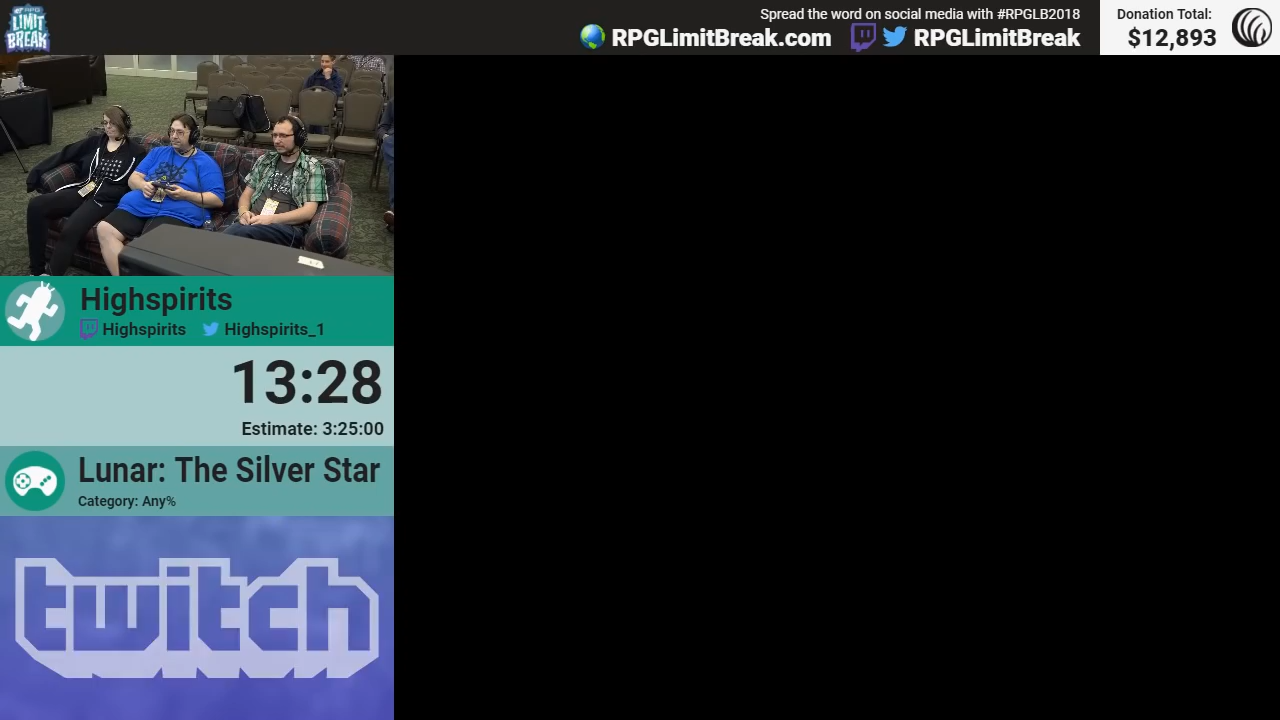 RPG
LIMIT
BREAK
Spread the word on social media with #RPGLB2018
RPGLimitBreak.com
RPGLimitBreak
Donation Total:
$12,893
Highspirits
Highspirits
Highspirits_1
13:28
Estimate: 3:25:00
Lunar: The Silver Star
Category: Any%
twitch